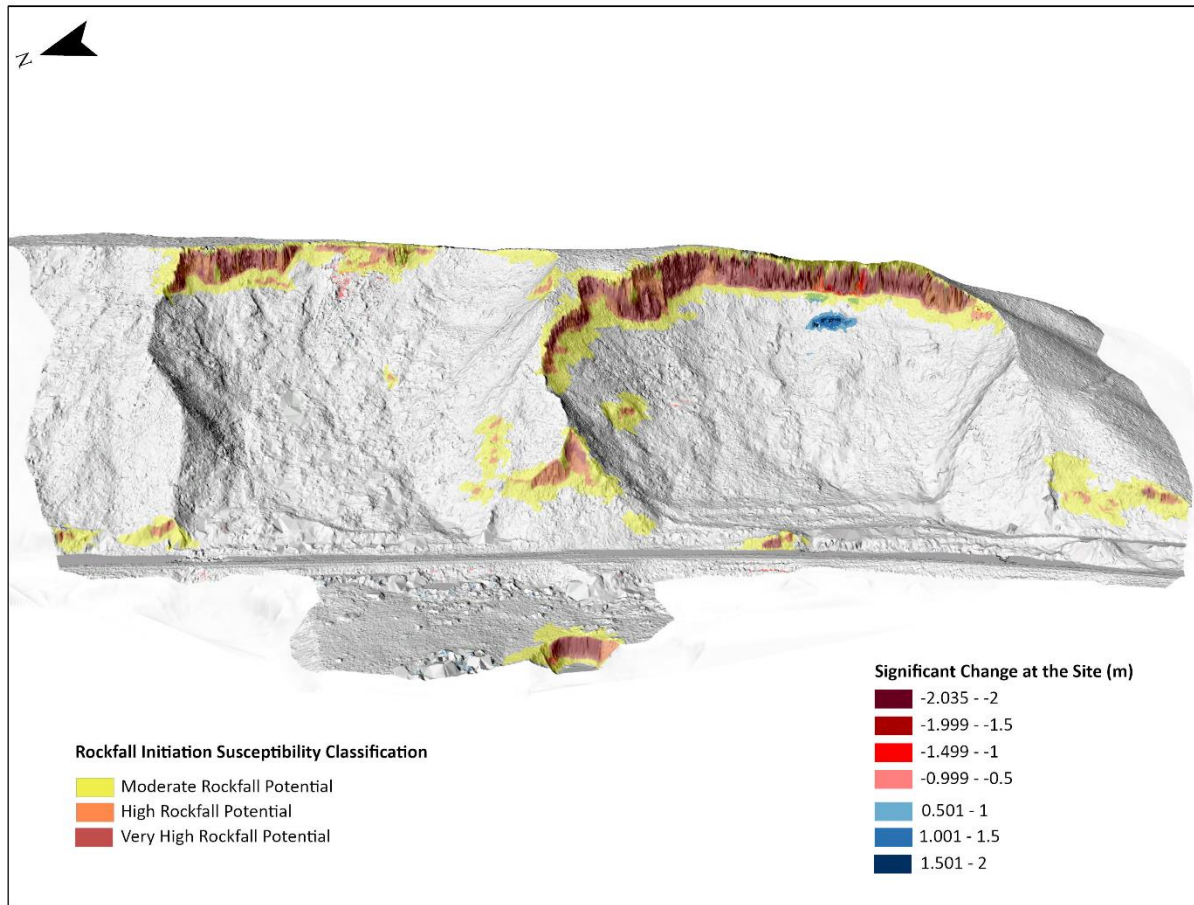 N
Significant Change at the Site (m)
-2.035 - -2
-1.999 - -1.5
-1.499 - -1
-0.999 - -0.5
0.501 - 1
1.001 - 1.5
1.501 - 2
Rockfall Initiation Susceptibility Classification
Moderate Rockfall Potential
High Rockfall Potential
Very High Rockfall Potential